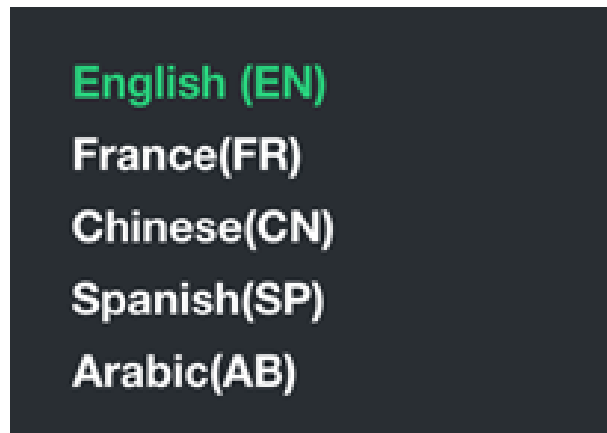 English (EN)
France(FR)
Chinese(CN)
Spanish(SP)
Arabic(AB)